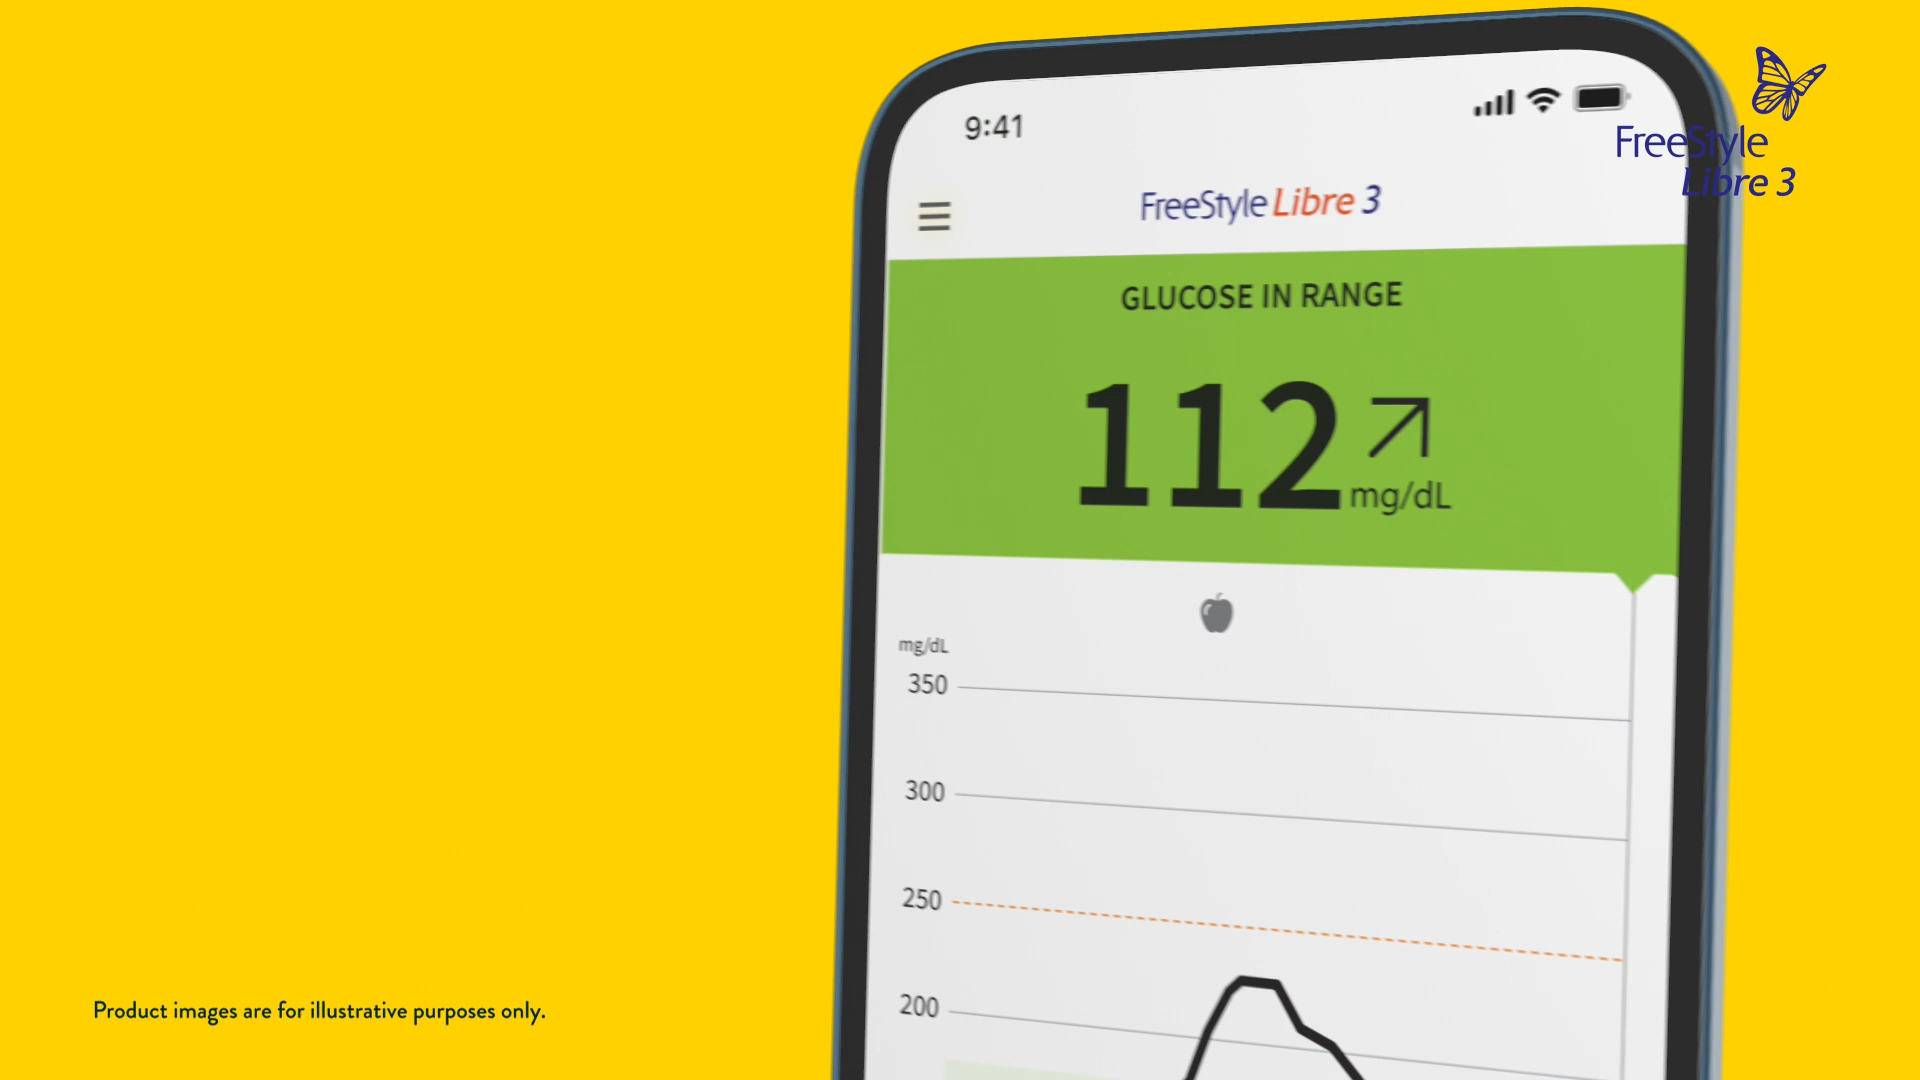 9:41
FreeStyle
Libre 3
FreeStyle Libre 3
GLUCOSE IN RANGE
112
mg/dL
mg/dL
350
300
250
200
Product images are for illustrative purposes only.